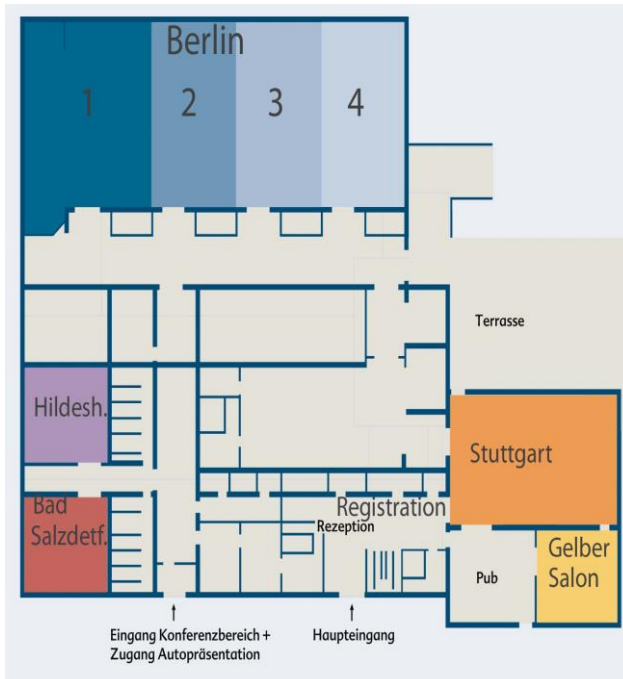 Berlin
1 2 3 4
Terrasse
Hildesh.
Stuttgart
Bad
Salzdetf.
Registration
Rezeption
Gelber
Salon
Pub
Eingang Konferenzbereich +
Zugang Autopräsentation
Haupteingang